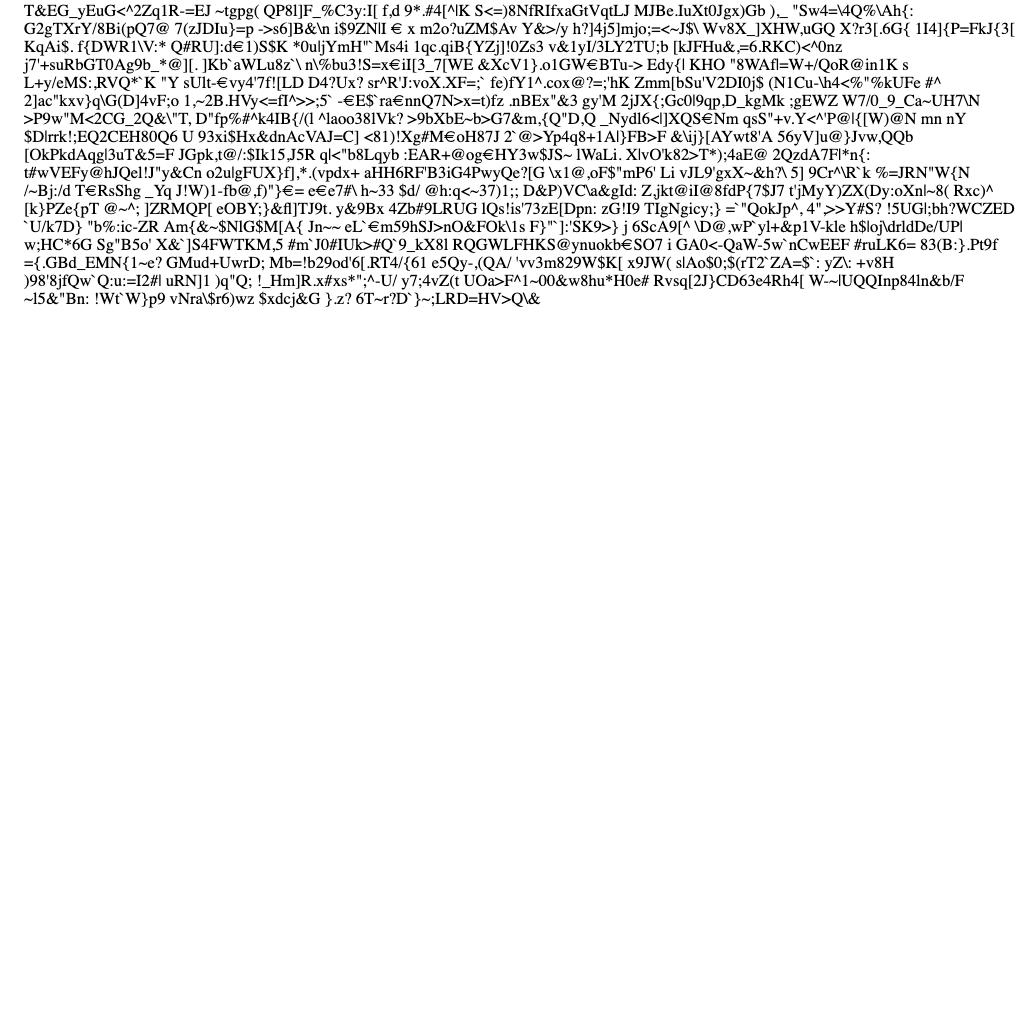 T&EG_yEuG<^2Zq1R-=EJ ~tgpg( QP8l]F_%C3y:I[ f,d 9*.#4[^|K S<=)8NfRIfxaGtVqtLJ MJBe.IuXt0Jgx)Gb ),_ "Sw4=\4Q%\Ah{:
G2gTXrY/8Bi(pQ7@ 7(zJDIu}=p ->s6]B&\n i$9ZN|I € x m2o?uZM$Av Y&>/y h?]4j5]mjo;=<~J$\ Wv8X_]XHW,uGQ X?r3[.6G{ 1I4]{P=FkJ{3[
KqAi$. f{DWR1\V:* Q#RU]:d€1)S$K *0u|jYmH"`Ms4i 1qc.qiB{YZj]!0Zs3 v&1yI/3LY2TU;b [kJFHu&,=6.RKC)<^0nz
j7'+suRbGT0Ag9b_*@][. ]Kb`aWLu8z`\ n\%bu3!S=x€iI[3_7[WE &XcV1}.o1GW€BTu-> Edy{| KHO "8WAfl=W+/QoR@in1K s
L+y/eMS:,RVQ*`K "Y sUlt-€vy4'7f![LD D4?Ux? sr^R'J:voX.XF=;` fe)fY1^.cox@?=;'hK Zmm[bSu'V2DI0j$ (N1Cu-\h4<%"%kUFe #^
2]ac"kxv}q\G(D]4vF;o 1,~2B.HVy<=fI^>>;5` -€E$`ra€nnQ7N>x=t)fz .nBEx"&3 gy'M 2jJX{;Gc0|9qp,D_kgMk :gEWZ W7/0_9_Ca~UH7\N
>P9w"M<2CG_2Q&\"T, D"fp%#^k4IB{/(l ^laoo38lVk? >9bXbE~b>G7&m,{Q"D,Q _Nydl6<|]XQS€Nm qsS"+v.Y<^'P@|{[W)@N mn nY
$D|rrk!;EQ2CEH80Q6 U 93xi$Hx&dnAcVAJ=C] <81)!Xg#M€oH87J 2`@>Yp4q8+1A|}FB>F &\ij}[AYwt8'A 56yV]u@}Jvw,QQb
[OkPkdAqg|3uT&5=F JGpk,t@/:$Ik15,J5R q|<"b8Lqyb :EAR+@og€HY3w$JS~ lWaLi. X|vO'k82>T*);4aE@ 2QzdA7F|*n{:
t#wVEFy@hJQel!J"y&Cn o2u|gFUX}f],*.(vpdx+ aHH6RF'B3iG4PwyQe?[G \x1@,oF$"mP6' Li vJL9'gxX~&h?\ 5] 9Cr^\R`k %=JRN"W{N
/~Bj:/d T€RsShg _Yq J!W)1-fb@,f)"}€= e€e7#\ h~33 $d/ @h:q<~37)1;; D&P)VC\a&gId: Z,jkt@iI@8fdP{7$J7 t'jMyY)ZX(Dy:oXn|~8( Rxc)^
[k}PZe{pT @~^; ]ZRMQP[ eOBY;}&fl]TJ9t. y&9Bx 4Zb#9LRUG lQs!is'73zE[Dpn: zG!I9 TIgNgicy;} =`"QokJp^, 4",>>Y#S? !5UG|;bh?WCZED
`U/k7D} "b%:ic-ZR Am{&~$NlG$M[A{ Jn~~ eL`€m59hSJ>nO&FOk\1s F}"`]:'SK9>} j 6ScA9[^ \D@,wP`yl+&p1V-kle h$|oj\drldDe/UP|
w;HC*6G Sg"B5o' X&`]S4FWTKM,5 #m`J0#IUk>#Q`9_kX8l RQGWLFHKS@ynuokb€SO7 i GA0<-QaW-5w`nCwEEF #ruLK6= 83(B:}.Pt9f
={.GBd_EMN{1~e? GMud+UwrD; Mb=!b29od'6[.RT4/{61 e5Qy-,(QA/ 'vv3m829W$K[ x9JW( s|Ao$0;$(rT2`ZA=$`: yZ\: +v8H
)98'8jfQw`Q:u:=I2#| uRN]1 )q"Q; !_Hm]R.x#xs*";^-U/ y7;4vZ(t UOa>F^1~00&w8hu*H0e# Rvsq[2J}CD63e4Rh4[ W-~|UQQInp84ln&b/F
~l5&"Bn: !Wt`W}p9 vNra\$r6)wz $xdcj&G }.z? 6T~r?D`}~;LRD=HV>Q\&